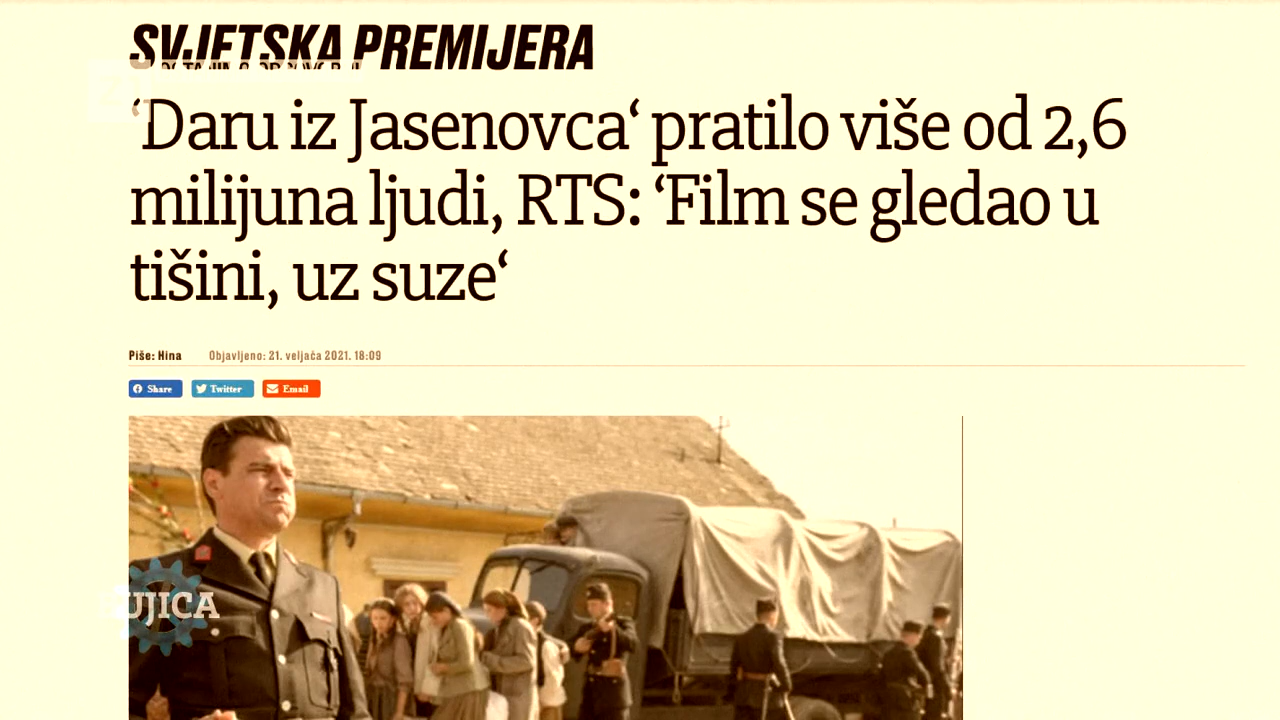 SVJETSKA PREMIJERA
‘Daru iz Jasenovca‘ pratilo više od 2,6
milijuna ljudi, RTS: ‘Film se gledao u
tišini, uz suze‘
Piše: Hina Objavljeno: 21. veljača 2021. 18:09
Share Twitter Email